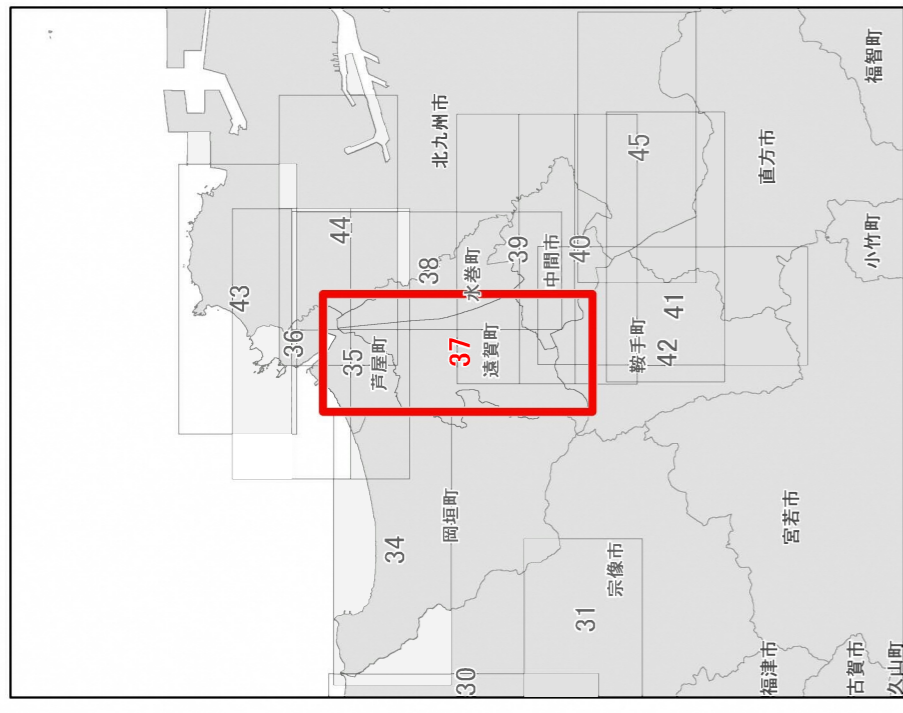 43
44
36
35
芦屋町
38
北九州市
水巻町
37
遠賀町
39
中間市
40
45
41
42
鞍手町
直方市
福智町
小竹町
34
岡垣町
31
宗像市
宮若市
30
福津市
古賀市
久山町